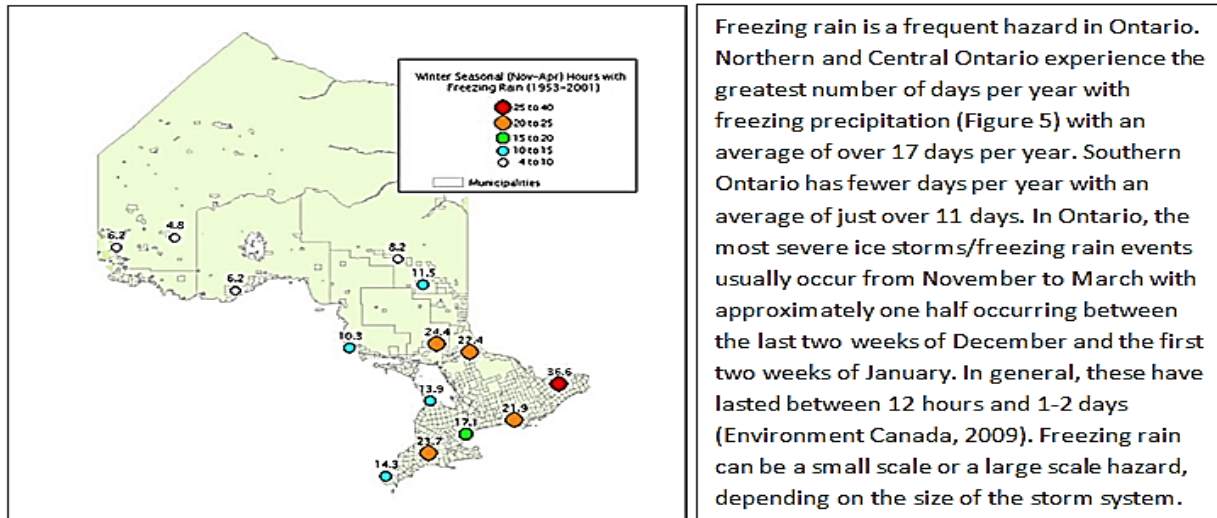 Winter Seasonal (Nov-Apr) Hours with
Freezing Rain (1953-2001)
25 to 40
20 to 25
15 to 20
10 to 15
4 to 10
Municipalities
6.2
4.8
6.2
8.2
11.5
10.3
24.4
22.4
36.6
13.9
21.9
17.1
23.7
14.3
Freezing rain is a frequent hazard in Ontario.
Northern and Central Ontario experience the
greatest number of days per year with
freezing precipitation (Figure 5) with an
average of over 17 days per year. Southern
Ontario has fewer days per year with an
average of just over 11 days. In Ontario, the
most severe ice storms/freezing rain events
usually occur from November to March with
approximately one half occurring between
the last two weeks of December and the first
two weeks of January. In general, these have
lasted between 12 hours and 1-2 days
(Environment Canada, 2009). Freezing rain
can be a small scale or a large scale hazard,
depending on the size of the storm system.